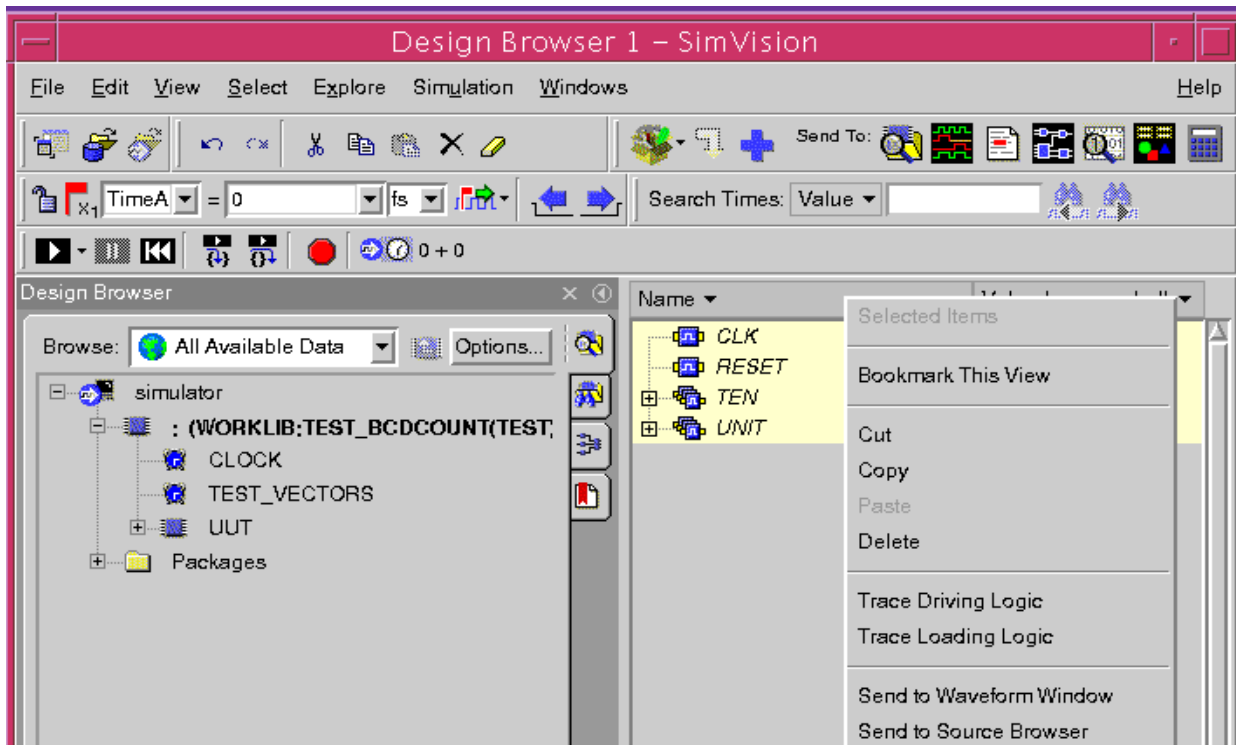 Design Browser 1 – SimVision
File Edit View Select Explore Simulation Windows Help
Send To:
X1 TimeA = 0 fs Search Times: Value
0 + 0
Design Browser
Name
Browse: All Available Data Options...
simulator
: (WORKLIB:TEST_BCDCOUNT(TEST_
CLOCK
TEST_VECTORS
UUT
Packages
CLK
RESET
TEN
UNIT
Selected Items
Bookmark This View
Cut
Copy
Paste
Delete
Trace Driving Logic
Trace Loading Logic
Send to Waveform Window
Send to Source Browser